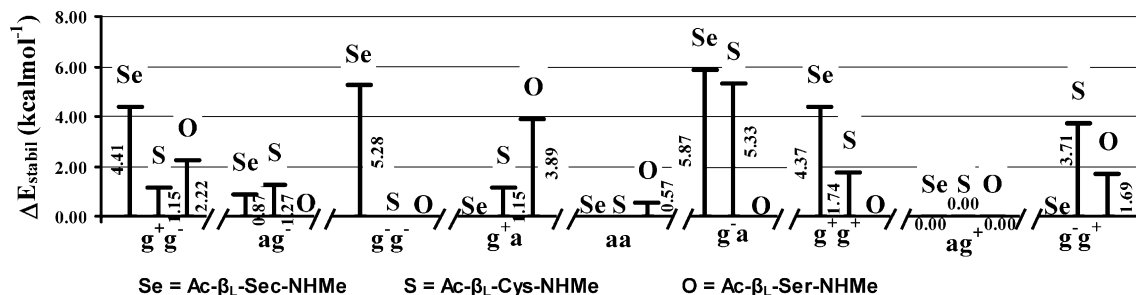 ΔE_stabil (kcalmol⁻¹)
8.00
6.00
4.00
2.00
0.00
Se S O
4.41 1.15 2.22
g⁺g⁻
Se S O
0.87 1.27
ag⁻
Se S O
5.28
g⁻g⁻
Se S O
1.15 3.89
g⁺a
Se S O
0.57
aa
Se S O
5.87 5.33
g⁻a
Se S O
4.37 1.74
g⁺g⁺
Se S O
0.00 0.00 0.00
ag⁺
Se S O
3.71 1.69
g⁻g⁺
Se = Ac-β_L-Sec-NHMe S = Ac-β_L-Cys-NHMe O = Ac-β_L-Ser-NHMe